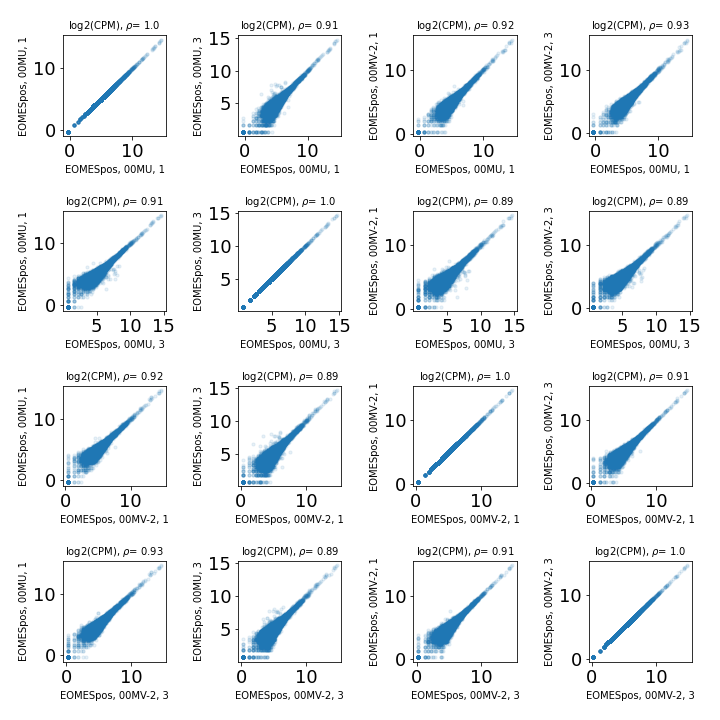 log2(CPM), ρ= 1.0
EOMESpos, 00MU, 1
10
0
0
10
EOMESpos, 00MU, 1
log2(CPM), ρ= 0.91
EOMESpos, 00MU, 3
15
10
5
0
10
EOMESpos, 00MU, 1
log2(CPM), ρ= 0.92
EOMESpos, 00MV-2, 1
10
0
0
10
EOMESpos, 00MU, 1
log2(CPM), ρ= 0.93
EOMESpos, 00MV-2, 3
10
0
0
10
EOMESpos, 00MU, 1
log2(CPM), ρ= 0.91
EOMESpos, 00MU, 1
10
0
5
10
15
EOMESpos, 00MU, 3
log2(CPM), ρ= 1.0
EOMESpos, 00MU, 3
15
10
5
5
10
15
EOMESpos, 00MU, 3
log2(CPM), ρ= 0.89
EOMESpos, 00MV-2, 1
10
0
5
10
15
EOMESpos, 00MU, 3
log2(CPM), ρ= 0.89
EOMESpos, 00MV-2, 3
10
0
5
10
15
EOMESpos, 00MU, 3
log2(CPM), ρ= 0.92
EOMESpos, 00MU, 1
10
0
0
10
EOMESpos, 00MV-2, 1
log2(CPM), ρ= 0.89
EOMESpos, 00MU, 3
15
10
5
0
10
EOMESpos, 00MV-2, 1
log2(CPM), ρ= 1.0
EOMESpos, 00MV-2, 1
10
0
0
10
EOMESpos, 00MV-2, 1
log2(CPM), ρ= 0.91
EOMESpos, 00MV-2, 3
10
0
0
10
EOMESpos, 00MV-2, 1
log2(CPM), ρ= 0.93
EOMESpos, 00MU, 1
10
0
0
10
EOMESpos, 00MV-2, 3
log2(CPM), ρ= 0.89
EOMESpos, 00MU, 3
15
10
5
0
10
EOMESpos, 00MV-2, 3
log2(CPM), ρ= 0.91
EOMESpos, 00MV-2, 1
10
0
0
10
EOMESpos, 00MV-2, 3
log2(CPM), ρ= 1.0
EOMESpos, 00MV-2, 3
10
0
0
10
EOMESpos, 00MV-2, 3